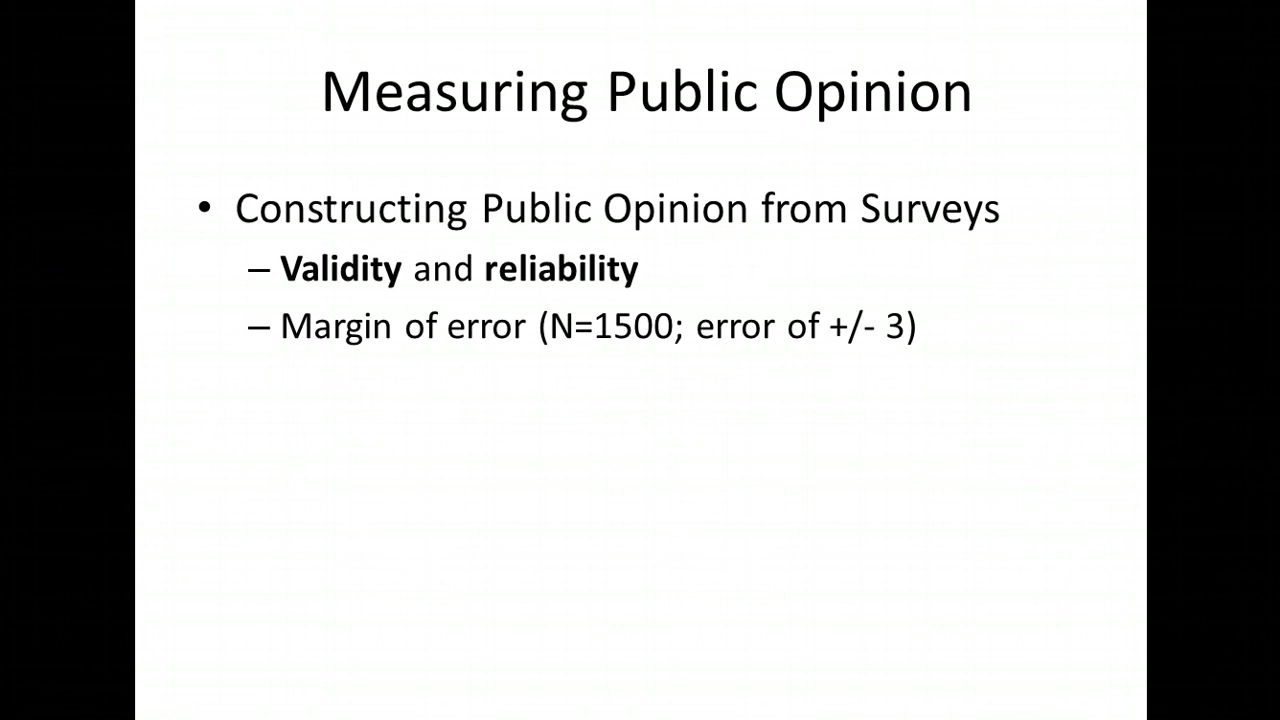 Measuring Public Opinion
• Constructing Public Opinion from Surveys
– Validity and reliability
– Margin of error (N=1500; error of +/- 3)